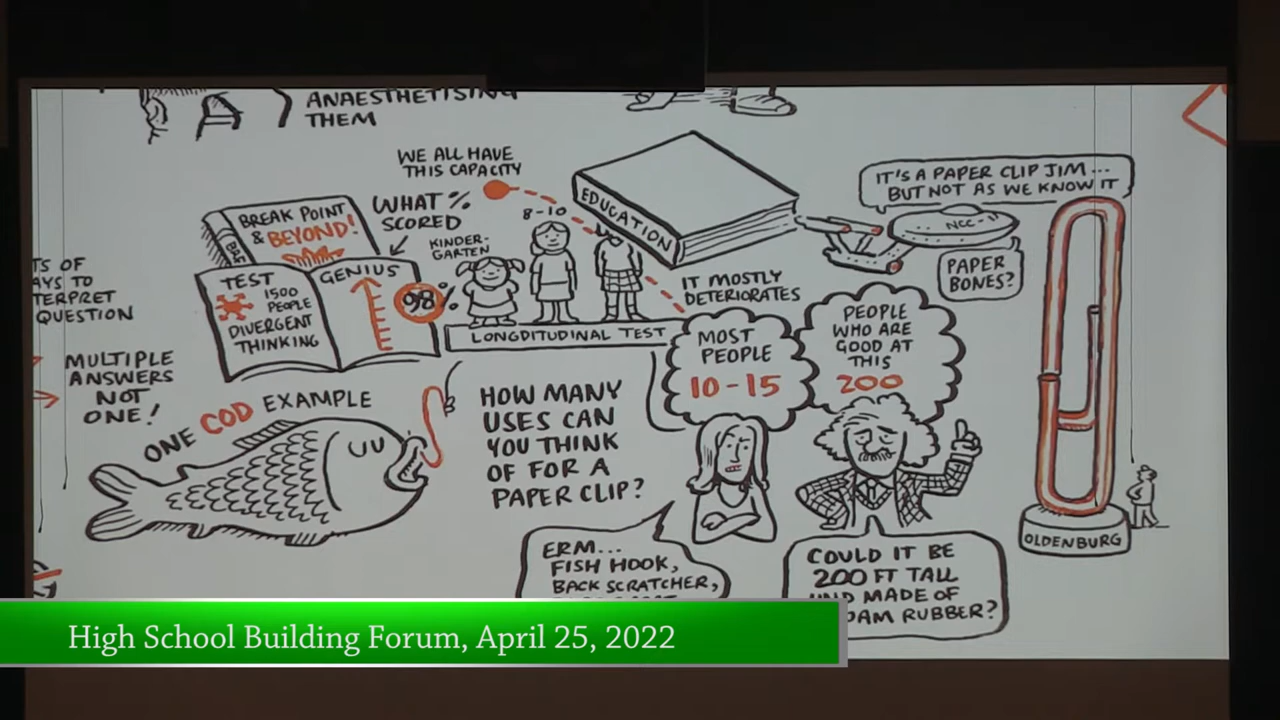 ANAESTHETISING
THEM
WE ALL HAVE
THIS CAPACITY
BREAK POINT
& BEYOND!
WHAT %
SCORED
KINDER-
GARTEN
8-10
EDUCATION
IT'S A PAPER CLIP JIM...
BUT NOT AS WE KNOW IT
PAPER
BONES?
TEST
1500
PEOPLE
DIVERGENT
THINKING
GENIUS
98%
LONGDITUDINAL TEST
IT MOSTLY
DETERIORATES
TS OF
AYS TO
TERPRET
QUESTION
MULTIPLE
ANSWERS
NOT
ONE!
ONE COD EXAMPLE
HOW MANY
USES CAN
YOU THINK
OF FOR A
PAPER CLIP?
MOST
PEOPLE
10-15
PEOPLE
WHO ARE
GOOD AT
THIS
200
ERM...
FISH HOOK,
BACK SCRATCHER,
COULD IT BE
200 FT TALL
UND MADE OF
OAM RUBBER?
OLDENBURG
High School Building Forum, April 25, 2022